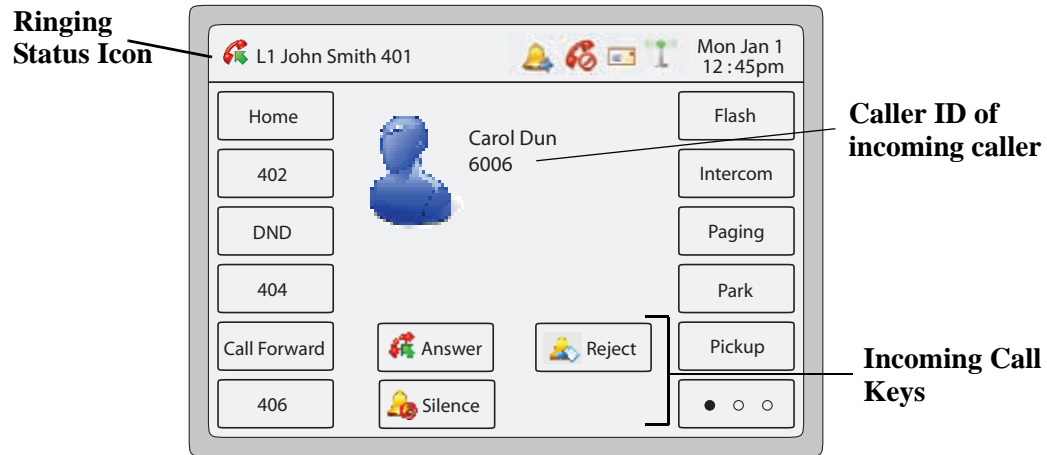 Ringing
Status Icon
L1 John Smith 401
Mon Jan 1
12:45pm
Home
402
DND
404
Call Forward
406
Carol Dun
6006
Answer
Reject
Silence
Flash
Intercom
Paging
Park
Pickup
Caller ID of
incoming caller
Incoming Call
Keys